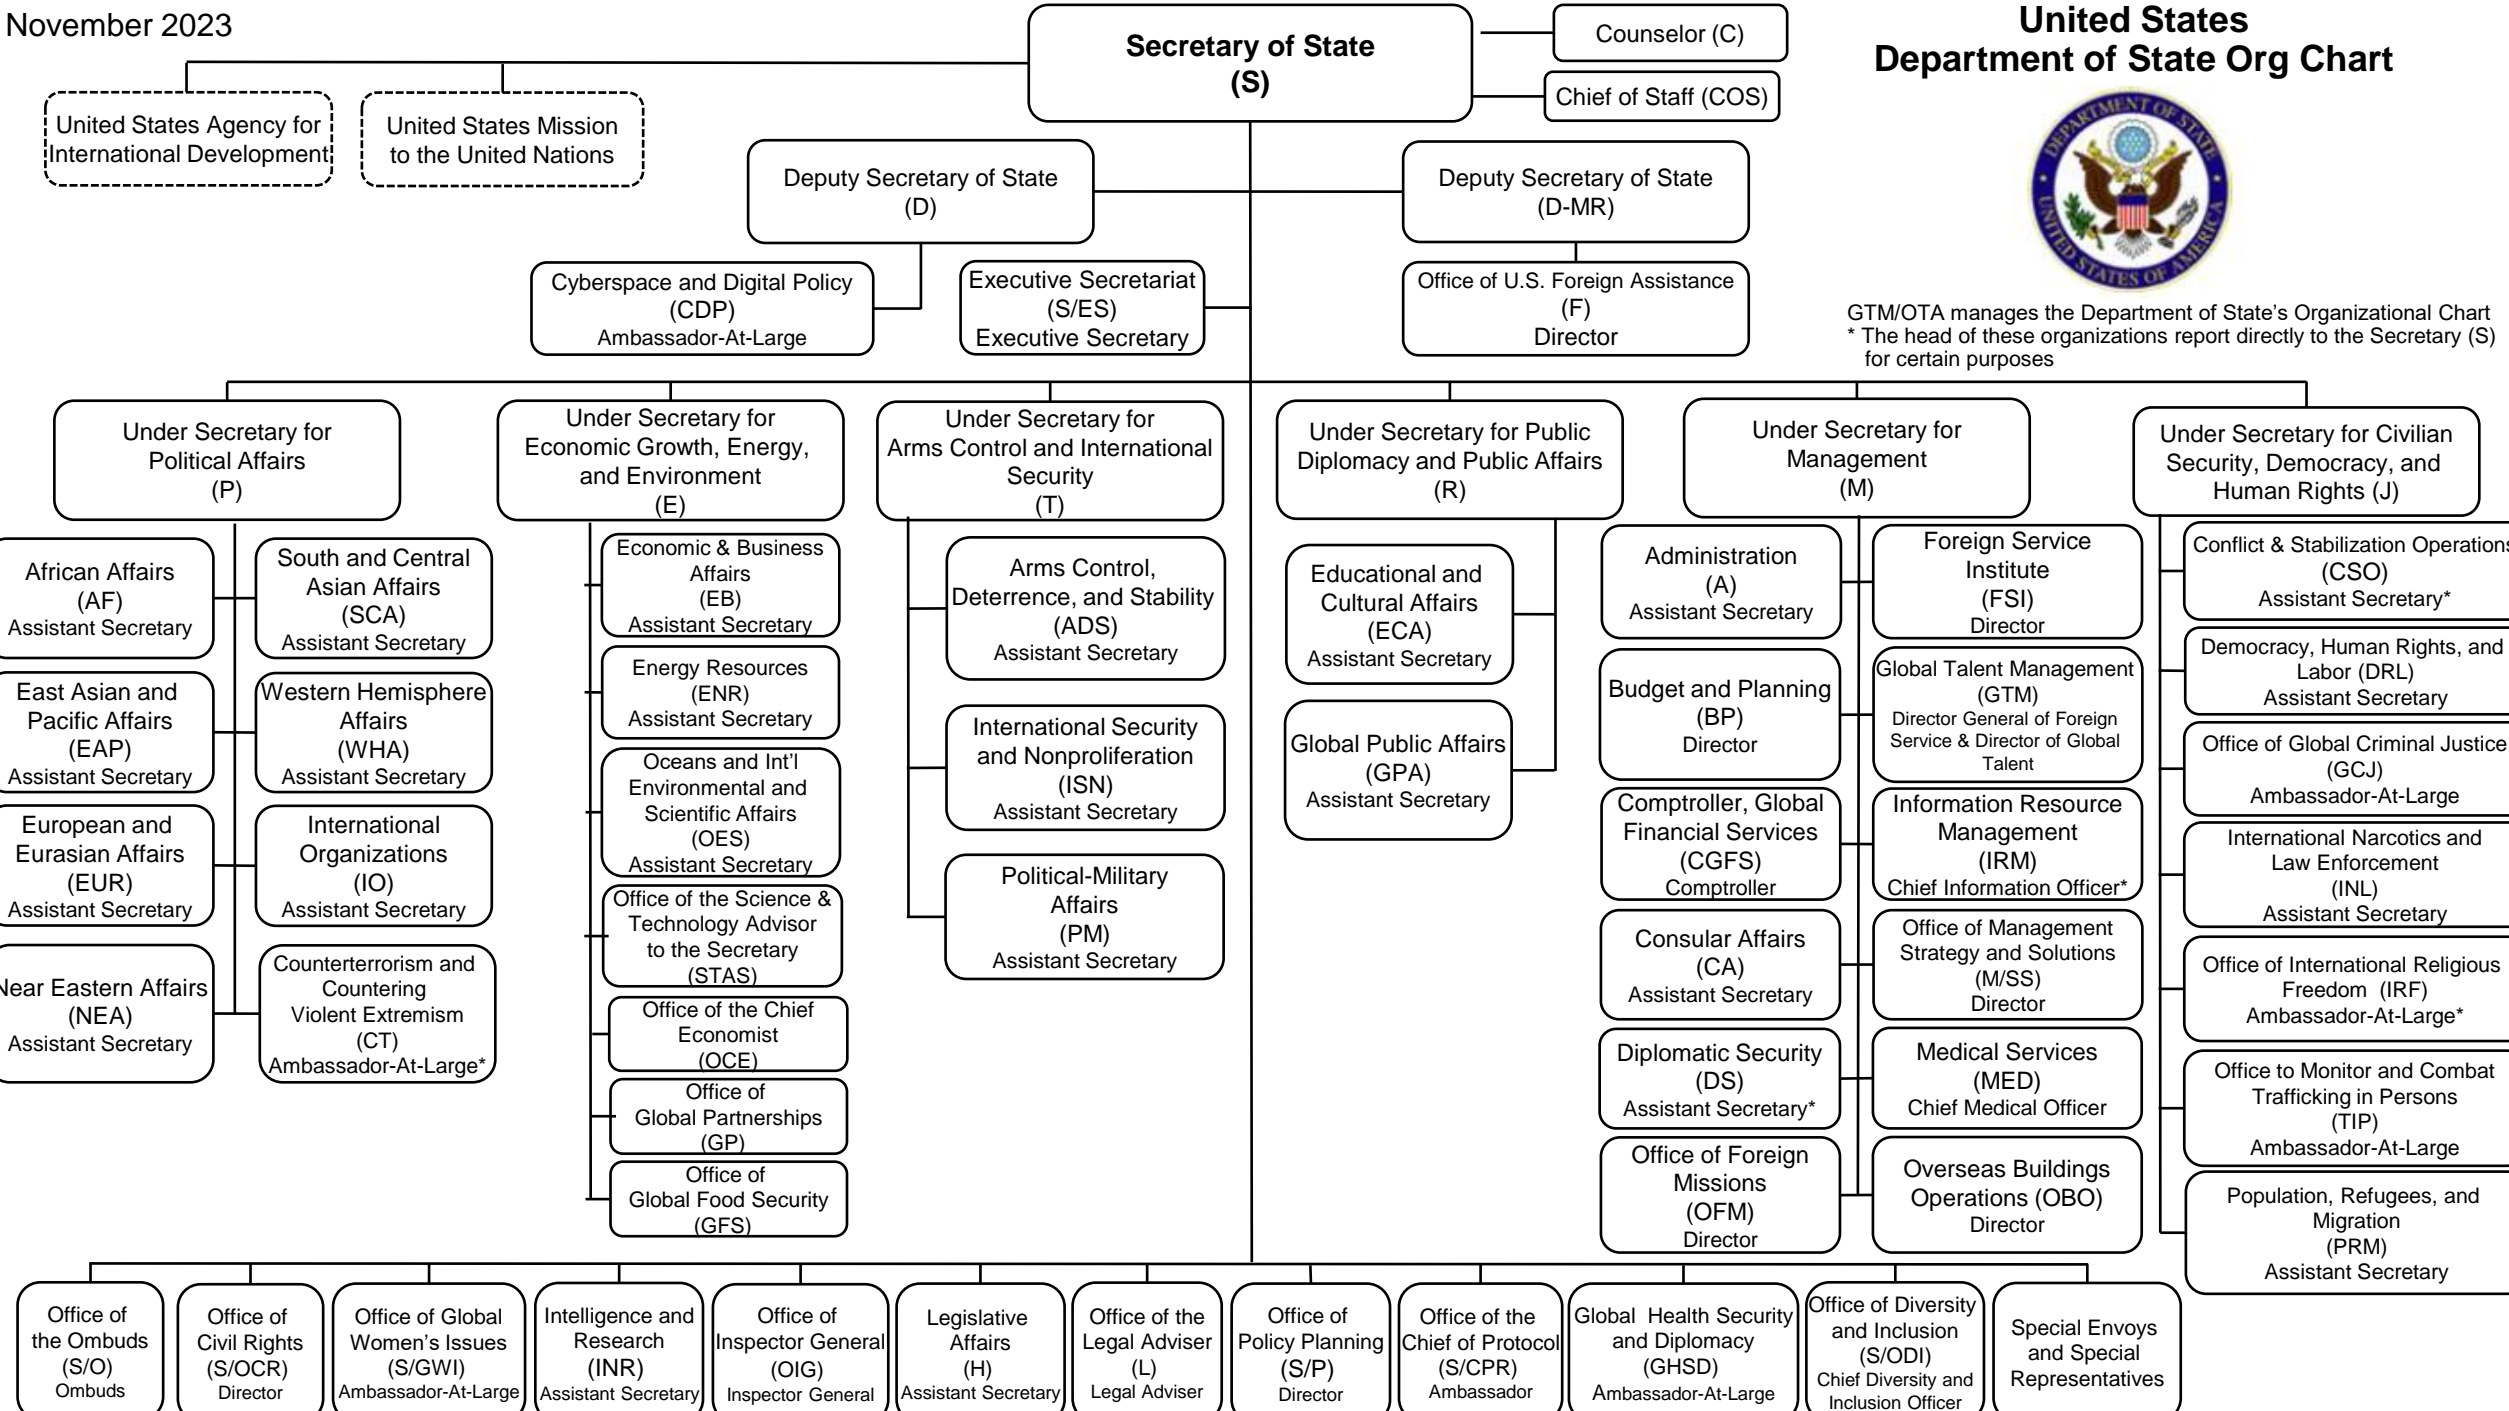 November 2023
United States
Department of State Org Chart
DEPARTMENT OF STATE
UNITED STATES OF AMERICA
GTM/OTA manages the Department of State’s Organizational Chart
* The head of these organizations report directly to the Secretary (S)
for certain purposes
Secretary of State
(S)
Counselor (C)
Chief of Staff (COS)
United States Agency for
International Development
United States Mission
to the United Nations
Deputy Secretary of State
(D)
Deputy Secretary of State
(D-MR)
Cyberspace and Digital Policy
(CDP)
Ambassador-At-Large
Executive Secretariat
(S/ES)
Executive Secretary
Office of U.S. Foreign Assistance
(F)
Director
Under Secretary for
Political Affairs
(P)
Under Secretary for
Economic Growth, Energy,
and Environment
(E)
Under Secretary for
Arms Control and International
Security
(T)
Under Secretary for Public
Diplomacy and Public Affairs
(R)
Under Secretary for
Management
(M)
Under Secretary for Civilian
Security, Democracy, and
Human Rights (J)
African Affairs
(AF)
Assistant Secretary
South and Central
Asian Affairs
(SCA)
Assistant Secretary
East Asian and
Pacific Affairs
(EAP)
Assistant Secretary
Western Hemisphere
Affairs
(WHA)
Assistant Secretary
European and
Eurasian Affairs
(EUR)
Assistant Secretary
International
Organizations
(IO)
Assistant Secretary
Near Eastern Affairs
(NEA)
Assistant Secretary
Counterterrorism and
Countering
Violent Extremism
(CT)
Ambassador-At-Large*
Economic & Business
Affairs
(EB)
Assistant Secretary
Energy Resources
(ENR)
Assistant Secretary
Oceans and Int’l
Environmental and
Scientific Affairs
(OES)
Assistant Secretary
Office of the Science &
Technology Advisor
to the Secretary
(STAS)
Office of the Chief
Economist
(OCE)
Office of
Global Partnerships
(GP)
Office of
Global Food Security
(GFS)
Arms Control,
Deterrence, and Stability
(ADS)
Assistant Secretary
International Security
and Nonproliferation
(ISN)
Assistant Secretary
Political-Military
Affairs
(PM)
Assistant Secretary
Educational and
Cultural Affairs
(ECA)
Assistant Secretary
Global Public Affairs
(GPA)
Assistant Secretary
Administration
(A)
Assistant Secretary
Foreign Service
Institute
(FSI)
Director
Budget and Planning
(BP)
Director
Global Talent Management
(GTM)
Director General of Foreign
Service & Director of Global
Talent
Comptroller, Global
Financial Services
(CGFS)
Comptroller
Information Resource
Management
(IRM)
Chief Information Officer*
Consular Affairs
(CA)
Assistant Secretary
Office of Management
Strategy and Solutions
(M/SS)
Director
Diplomatic Security
(DS)
Assistant Secretary*
Medical Services
(MED)
Chief Medical Officer
Office of Foreign
Missions
(OFM)
Director
Overseas Buildings
Operations (OBO)
Director
Conflict & Stabilization Operations
(CSO)
Assistant Secretary*
Democracy, Human Rights, and
Labor (DRL)
Assistant Secretary
Office of Global Criminal Justice
(GCJ)
Ambassador-At-Large
International Narcotics and
Law Enforcement
(INL)
Assistant Secretary
Office of International Religious
Freedom (IRF)
Ambassador-At-Large*
Office to Monitor and Combat
Trafficking in Persons
(TIP)
Ambassador-At-Large
Population, Refugees, and
Migration
(PRM)
Assistant Secretary
Office of
the Ombuds
(S/O)
Ombuds
Office of
Civil Rights
(S/OCR)
Director
Office of Global
Women’s Issues
(S/GWI)
Ambassador-At-Large
Intelligence and
Research
(INR)
Assistant Secretary
Office of
Inspector General
(OIG)
Inspector General
Legislative
Affairs
(H)
Assistant Secretary
Office of the
Legal Adviser
(L)
Legal Adviser
Office of
Policy Planning
(S/P)
Director
Office of the
Chief of Protocol
(S/CPR)
Ambassador
Global Health Security
and Diplomacy
(GHSD)
Ambassador-At-Large
Office of Diversity
and Inclusion
(S/ODI)
Chief Diversity and
Inclusion Officer
Special Envoys
and Special
Representatives